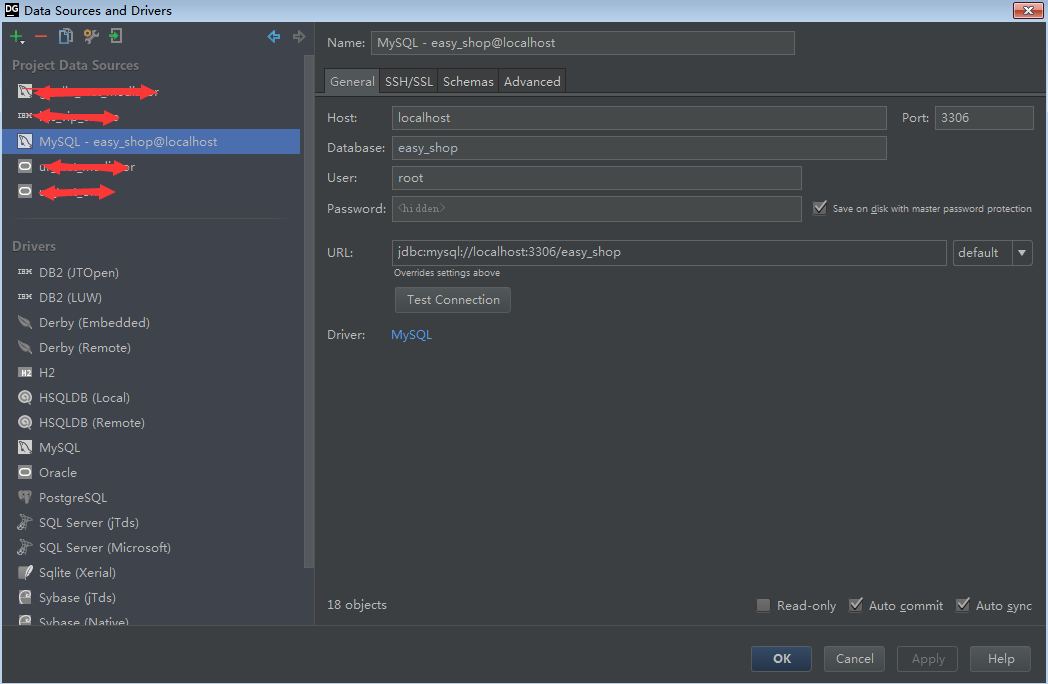 DG Data Sources and Drivers
Project Data Sources
MySQL - easy_shop@localhost
Drivers
DB2 (JTOpen)
DB2 (LUW)
Derby (Embedded)
Derby (Remote)
H2 H2
HSQLDB (Local)
HSQLDB (Remote)
MySQL
Oracle
PostgreSQL
SQL Server (jTds)
SQL Server (Microsoft)
Sqlite (Xerial)
Sybase (jTds)
Sybase (Native)
Name: MySQL - easy_shop@localhost
General SSH/SSL Schemas Advanced
Host: localhost Port: 3306
Database: easy_shop
User: root
Password: <hidden> Save on disk with master password protection
URL: jdbc:mysql://localhost:3306/easy_shop default
Overrides settings above
Test Connection
Driver: MySQL
18 objects Read-only Auto commit Auto sync
OK Cancel Apply Help